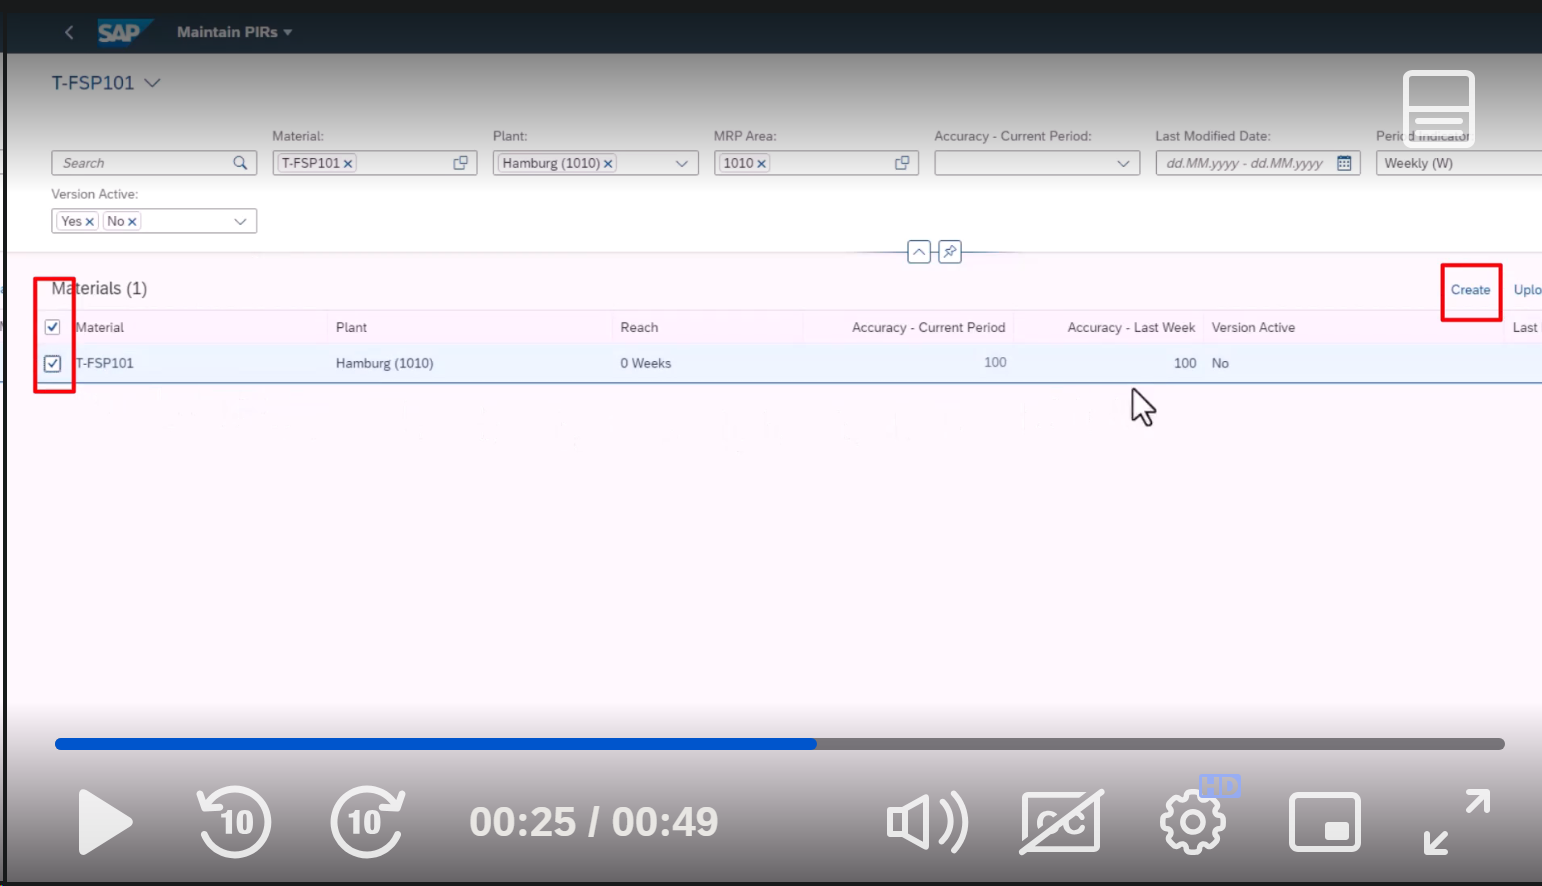 SAP Maintain PIRs
T-FSP101
Material: Plant: MRP Area: Accuracy - Current Period: Last Modified Date: Period Indicator
Search T-FSP101 Hamburg (1010) 1010 dd.MM.yyyy - dd.MM.yyyy Weekly (W)
Version Active:
Yes No
Materials (1) Create Uplo
Material Plant Reach Accuracy - Current Period Accuracy - Last Week Version Active Last
T-FSP101 Hamburg (1010) 0 Weeks 100 100 No
HD
10 10 00:25 / 00:49 CC